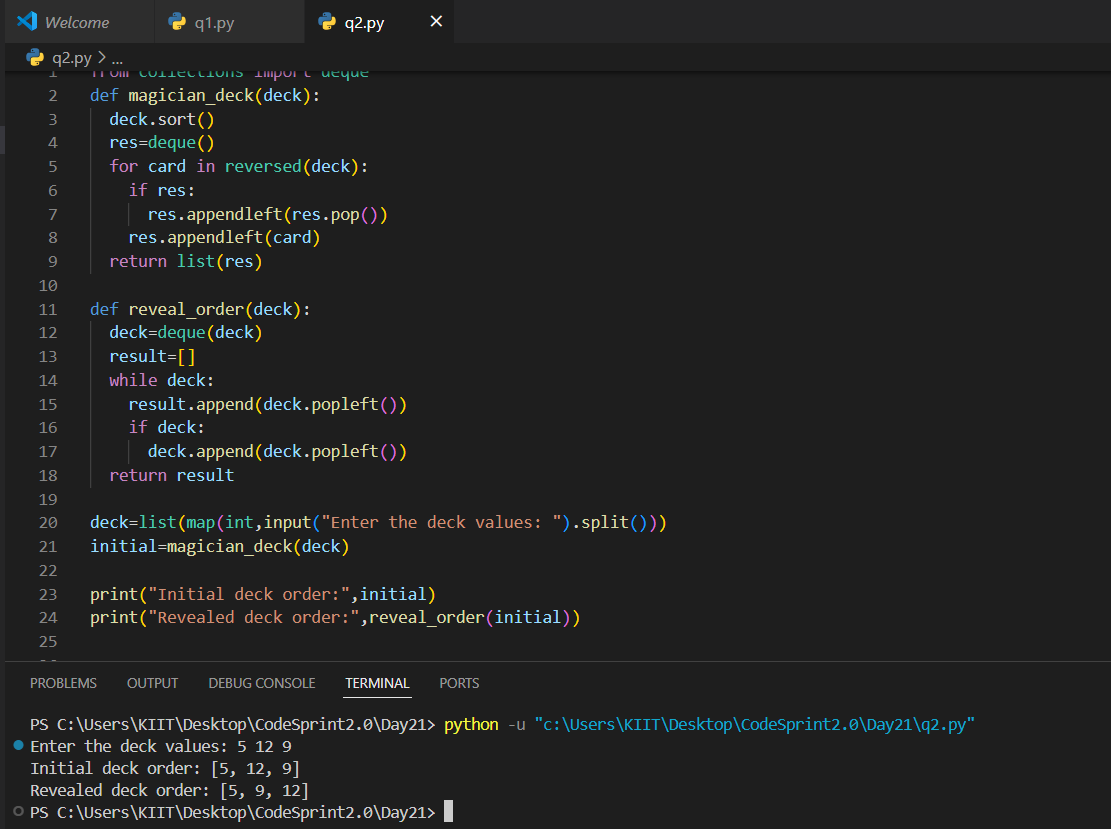 Welcome q1.py q2.py ×
q2.py > ...
1 from collections import deque
2 def magician_deck(deck):
3   deck.sort()
4   res=deque()
5   for card in reversed(deck):
6     if res:
7       res.appendleft(res.pop())
8     res.appendleft(card)
9   return list(res)
10
11 def reveal_order(deck):
12   deck=deque(deck)
13   result=[]
14   while deck:
15     result.append(deck.popleft())
16     if deck:
17       deck.append(deck.popleft())
18   return result
19
20 deck=list(map(int,input("Enter the deck values: ").split()))
21 initial=magician_deck(deck)
22
23 print("Initial deck order:",initial)
24 print("Revealed deck order:",reveal_order(initial))
25
PROBLEMS OUTPUT DEBUG CONSOLE TERMINAL PORTS
PS C:\Users\KIIT\Desktop\CodeSprint2.0\Day21> python -u "c:\Users\KIIT\Desktop\CodeSprint2.0\Day21\q2.py"
Enter the deck values: 5 12 9
Initial deck order: [5, 12, 9]
Revealed deck order: [5, 9, 12]
PS C:\Users\KIIT\Desktop\CodeSprint2.0\Day21>